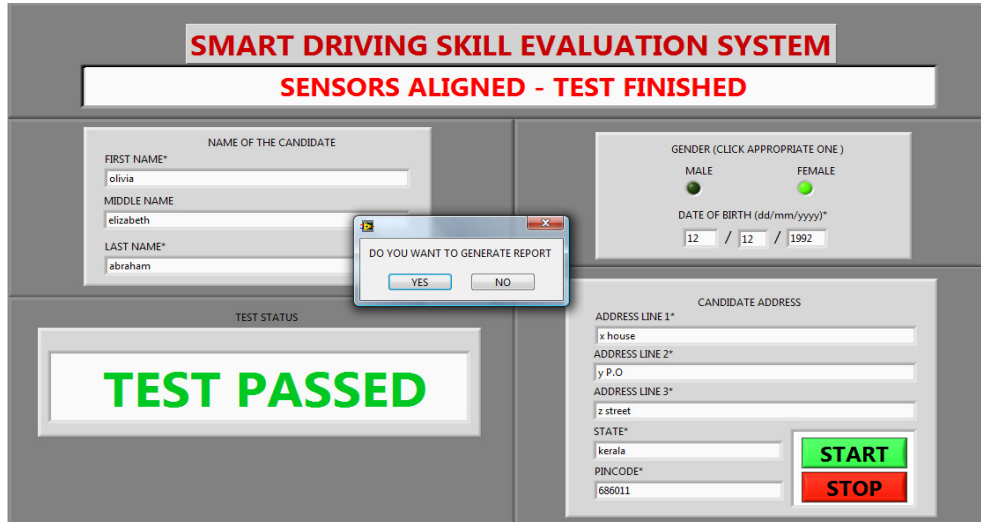 SMART DRIVING SKILL EVALUATION SYSTEM
SENSORS ALIGNED - TEST FINISHED
NAME OF THE CANDIDATE
FIRST NAME*
olivia
MIDDLE NAME
elizabeth
LAST NAME*
abraham
GENDER (CLICK APPROPRIATE ONE )
MALE FEMALE
DATE OF BIRTH (dd/mm/yyyy)*
12 / 12 / 1992
DO YOU WANT TO GENERATE REPORT
YES NO
TEST STATUS
TEST PASSED
CANDIDATE ADDRESS
ADDRESS LINE 1*
x house
ADDRESS LINE 2*
y P.O
ADDRESS LINE 3*
z street
STATE*
kerala
PINCODE*
686011
START
STOP